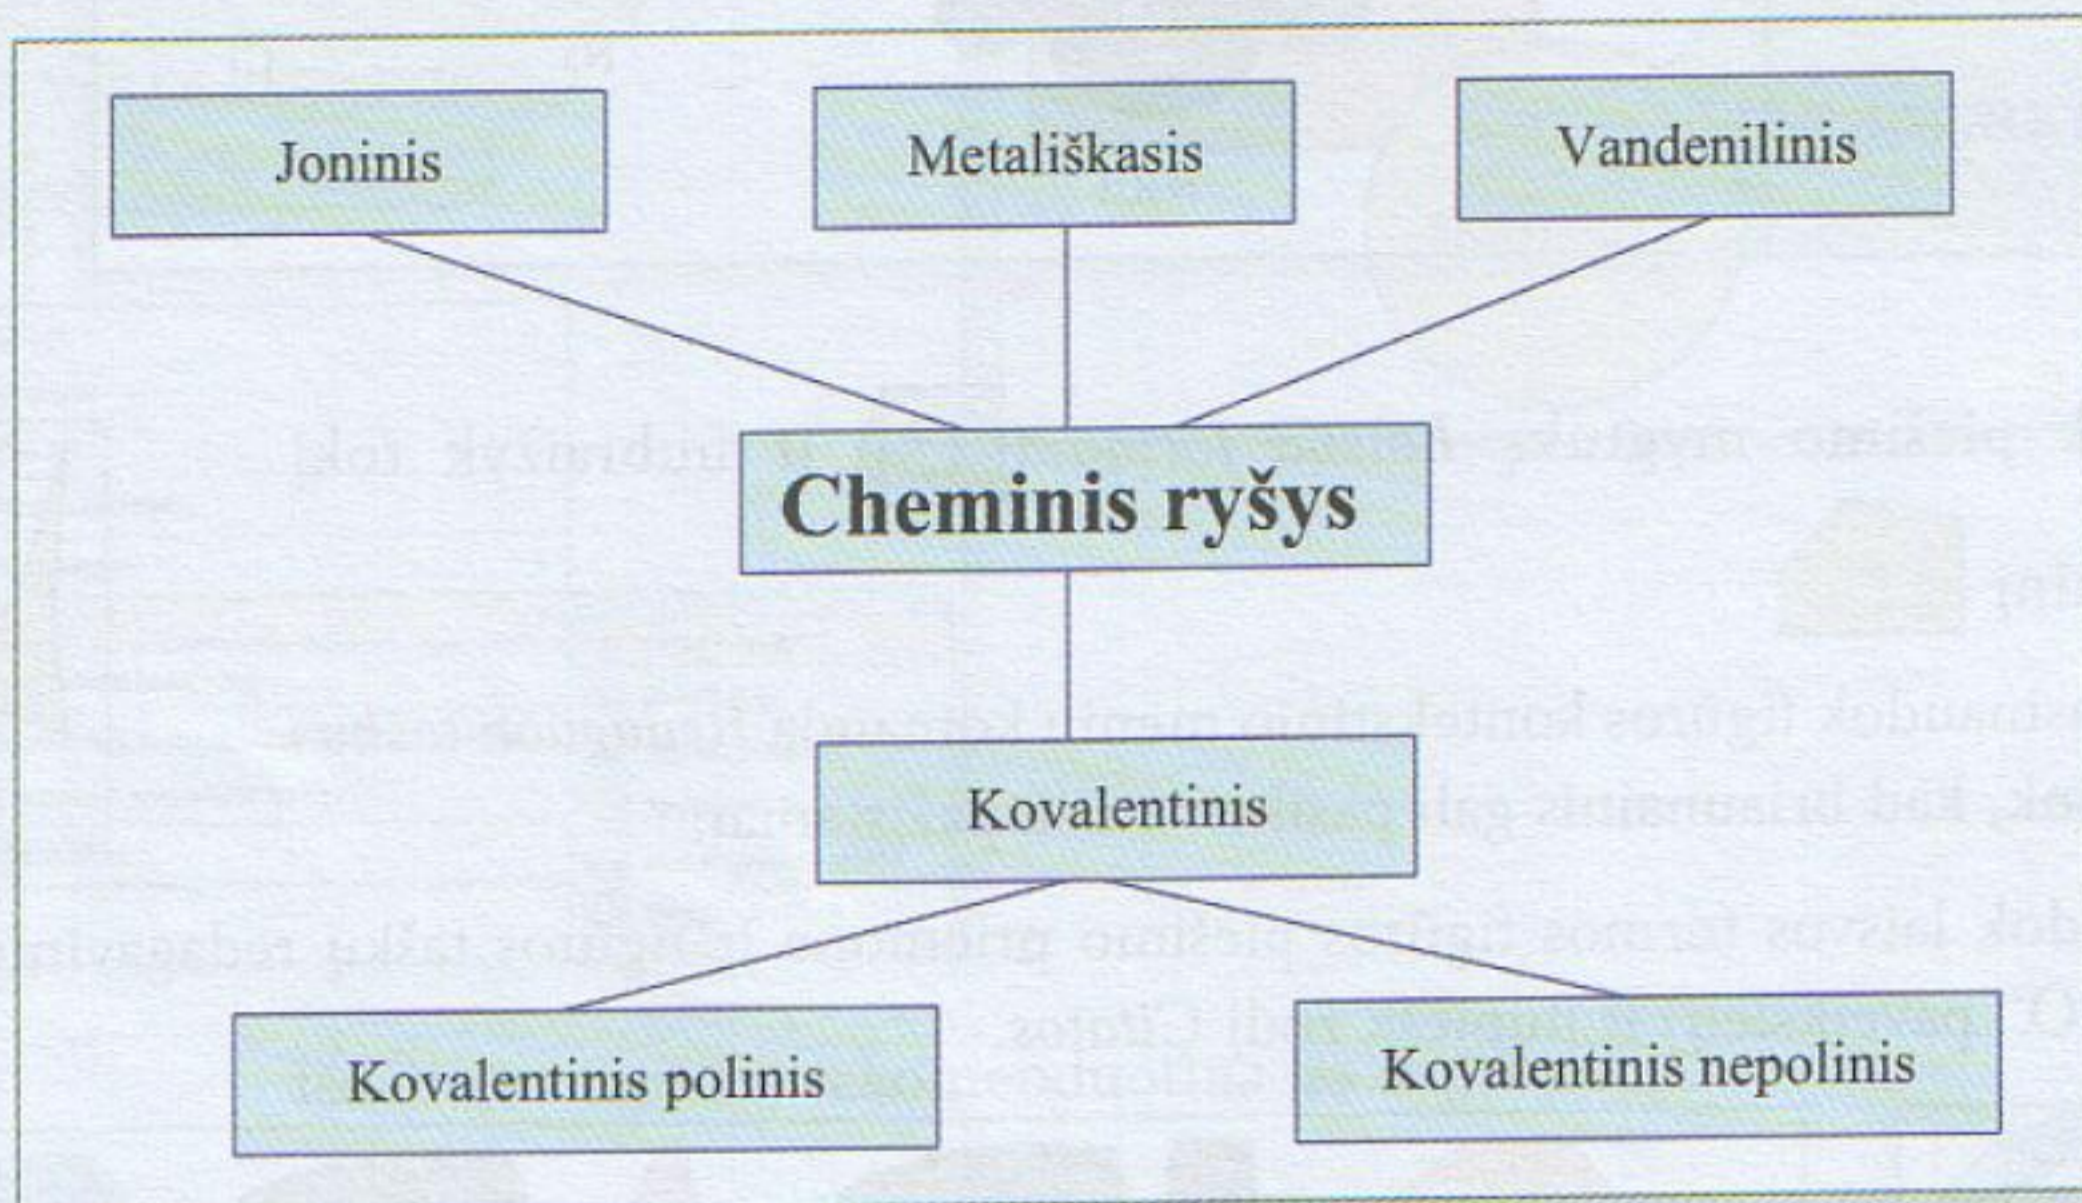 Joninis
Metališkasis
Vandenilinis
Cheminis ryšys
Kovalentinis
Kovalentinis polinis
Kovalentinis nepolinis